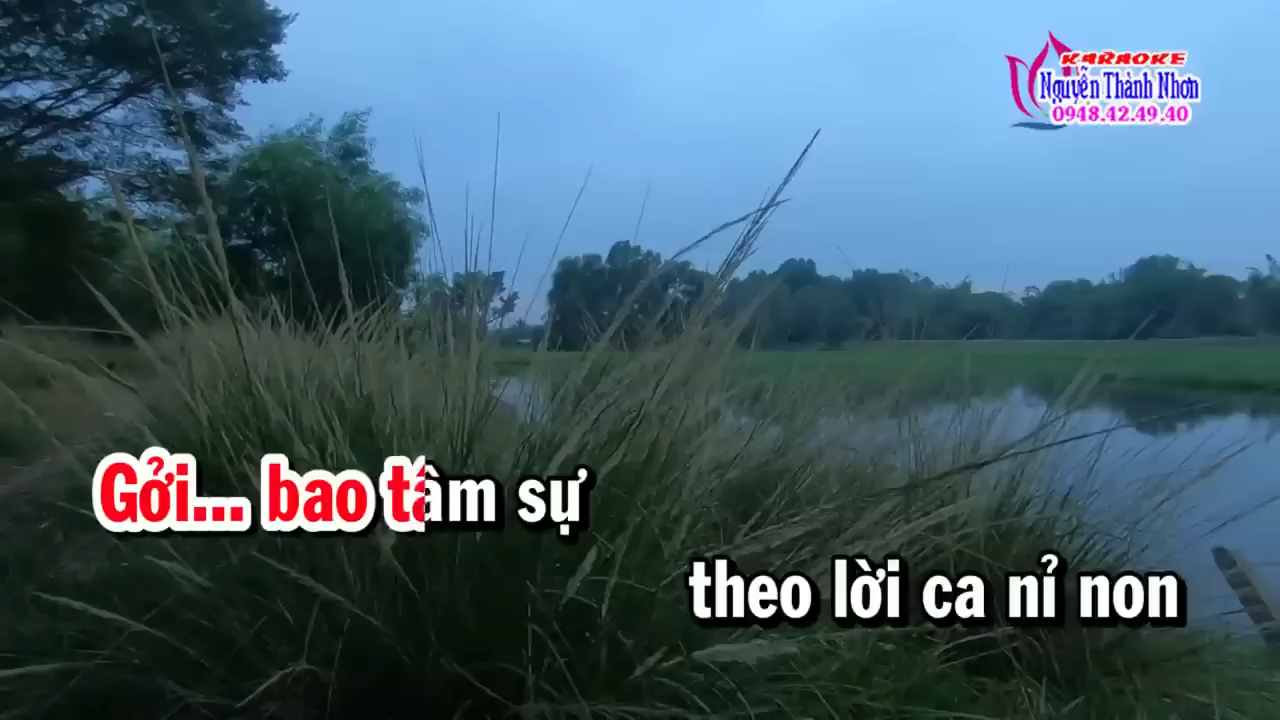 KARAOKE
Nguyễn Thành Nhơn
0948.42.49.40
Gởi... bao tâm sự
theo lời ca nỉ non